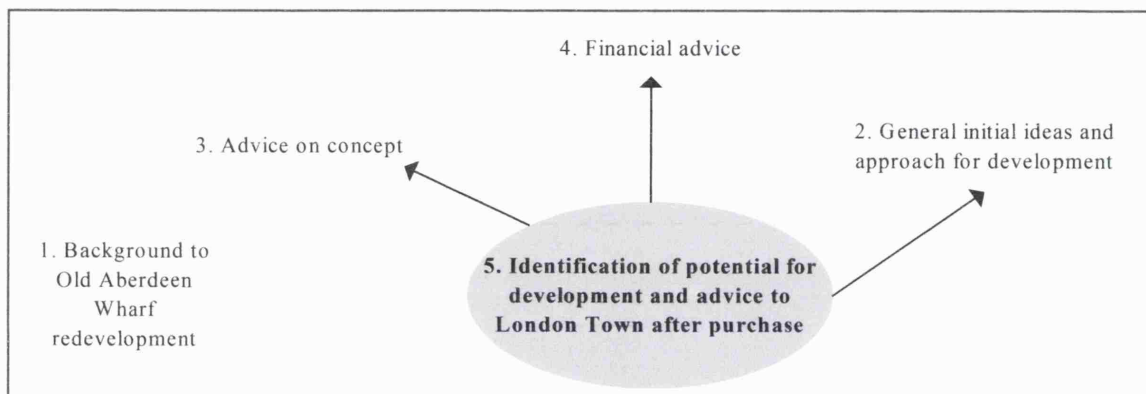 4. Financial advice
2. General initial ideas and
approach for development
3. Advice on concept
1. Background to
Old Aberdeen
Wharf
redevelopment
5. Identification of potential for
development and advice to
London Town after purchase